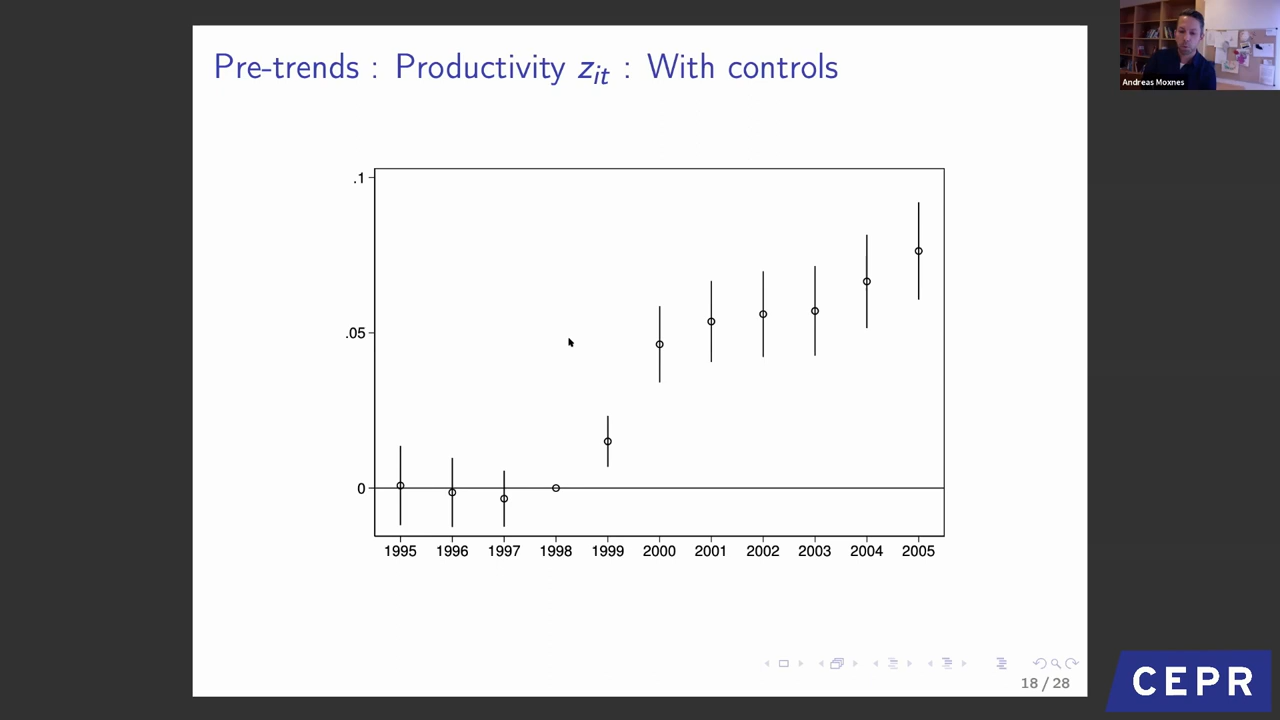 Pre-trends : Productivity zit : With controls
Andreas Moxnes
.1
.05
0
1995 1996 1997 1998 1999 2000 2001 2002 2003 2004 2005
18 / 28
CEPR